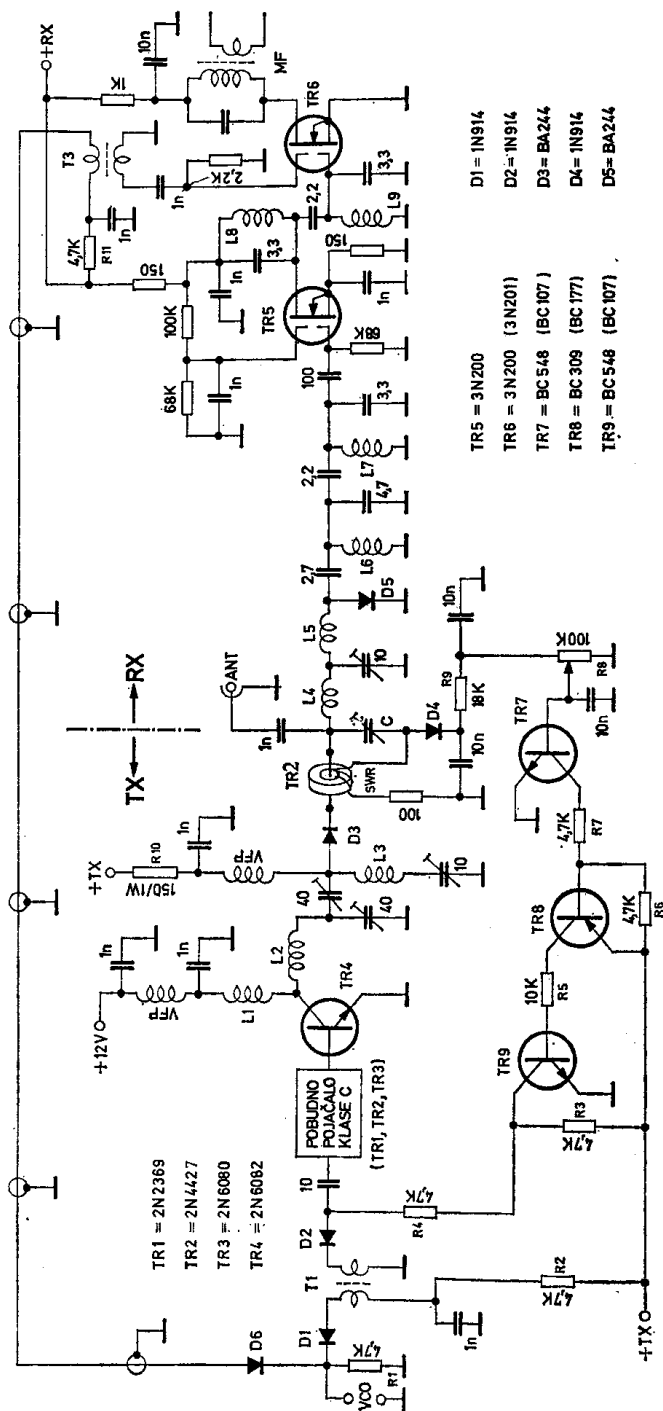 +RX
10n
1K
MF
T3
1n
2,2K
TR6
3,3
2,2
L9
4,7K
R11
1n
150
L8
1n
3,3
150
1n
TR5
100K
68K
1n
68K
100
3,3
2,2
L7
4,7
2,7
L6
D5
L5
10
L4
TX
RX
ANT
1n
C
D4
R9
18K
10n
10n
100K
R8
10n
TR7
TR2
SWR
100
D3
+TX
R10
150/1W
1n
VFP
L3
10
40
40
L2
+12V
1n
VFP
1n
L1
TR4
4,7K
R7
TR8
4,7K
R6
10K
R5
TR9
4,7K
R3
POBUDNO
POJAČALO
KLASE C
(TR1, TR2, TR3)
10
D2
4,7K
R4
T1
D1
1n
4,7K
R2
+TX
D6
4,7K
R1
VCO
TR1 = 2N2369
TR2 = 2N4427
TR3 = 2N6080
TR4 = 2N6082
TR5 = 3N200
TR6 = 3N200 (3N201)
TR7 = BC548 (BC107)
TR8 = BC309 (BC177)
TR9 = BC548 (BC107)
D1 = 1N914
D2 = 1N914
D3 = BA244
D4 = 1N914
D5 = BA244